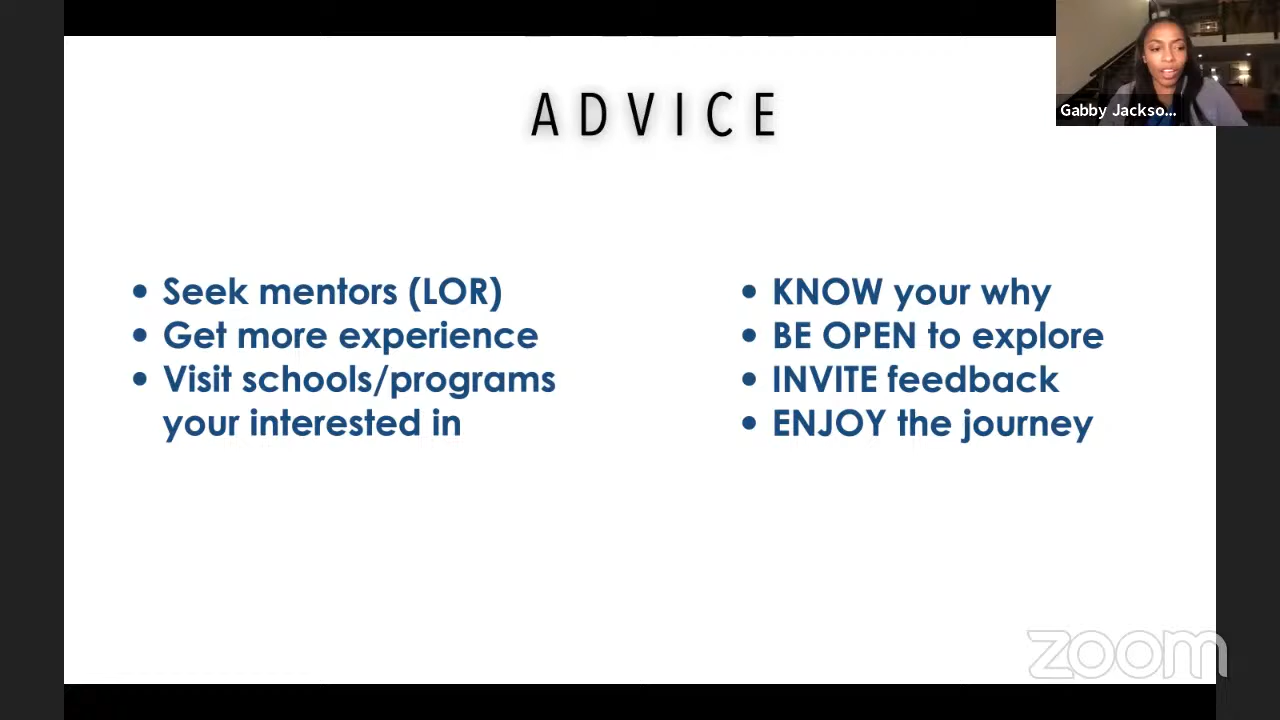 ADVICE
Gabby Jackso...
• Seek mentors (LOR)
• Get more experience
• Visit schools/programs
your interested in
• KNOW your why
• BE OPEN to explore
• INVITE feedback
• ENJOY the journey
zoom